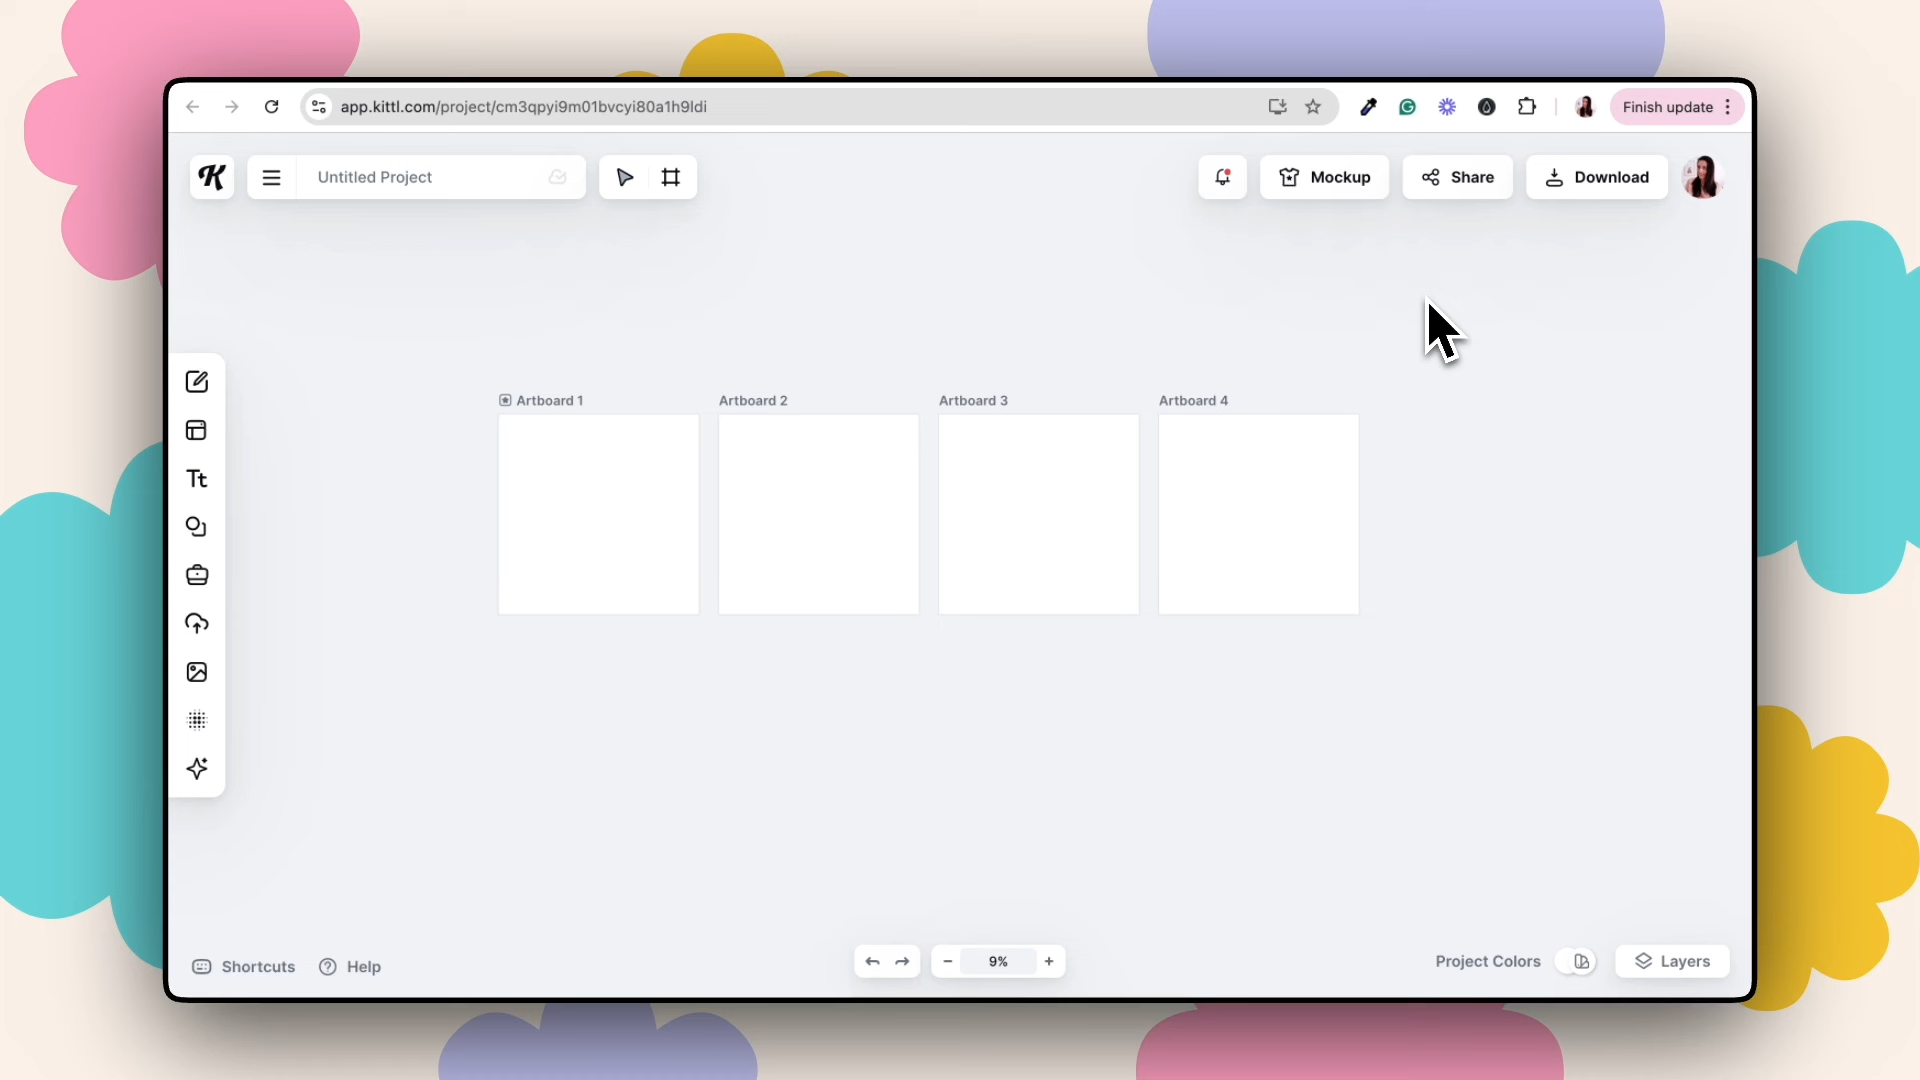 app.kittl.com/project/cm3qpyi9m01bvcyi80a1h9ldi
Finish update
K
Untitled Project
Mockup
Share
Download
Artboard 1
Artboard 2
Artboard 3
Artboard 4
Tt
Shortcuts
Help
9%
Project Colors
Layers